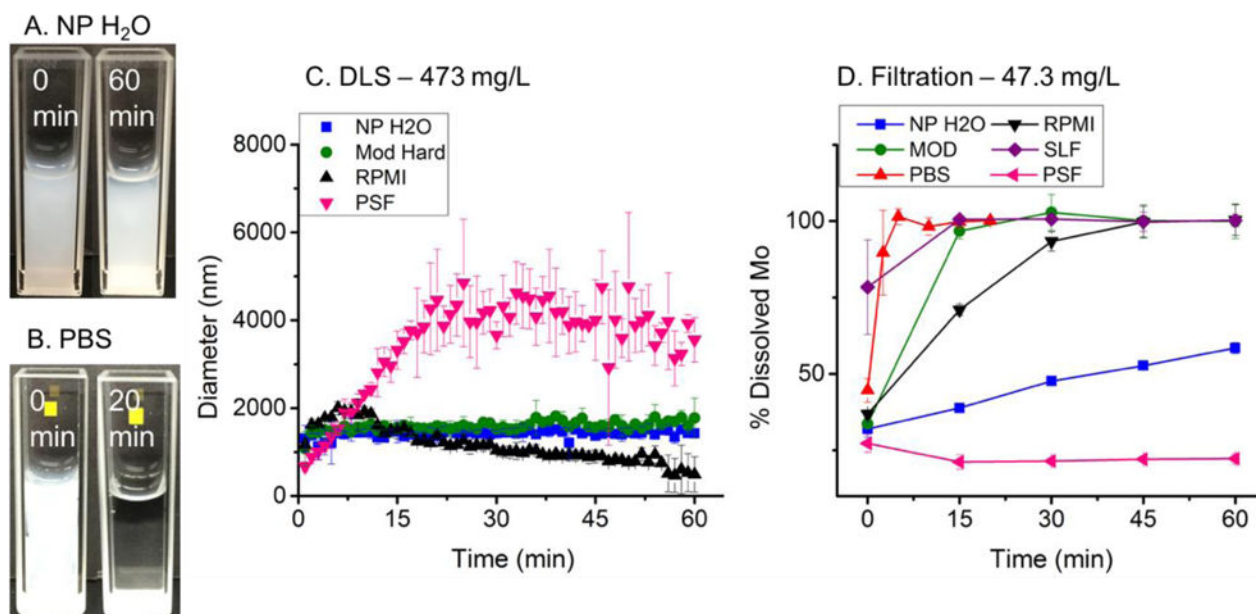 A. NP H₂O
0
min
60
min
B. PBS
0
min
20
min
C. DLS – 473 mg/L
NP H2O
Mod Hard
RPMI
PSF
8000
6000
4000
2000
0
Diameter (nm)
0 15 30 45 60
Time (min)
D. Filtration – 47.3 mg/L
NP H2O RPMI
MOD SLF
PBS PSF
100
50
% Dissolved Mo
0 15 30 45 60
Time (min)